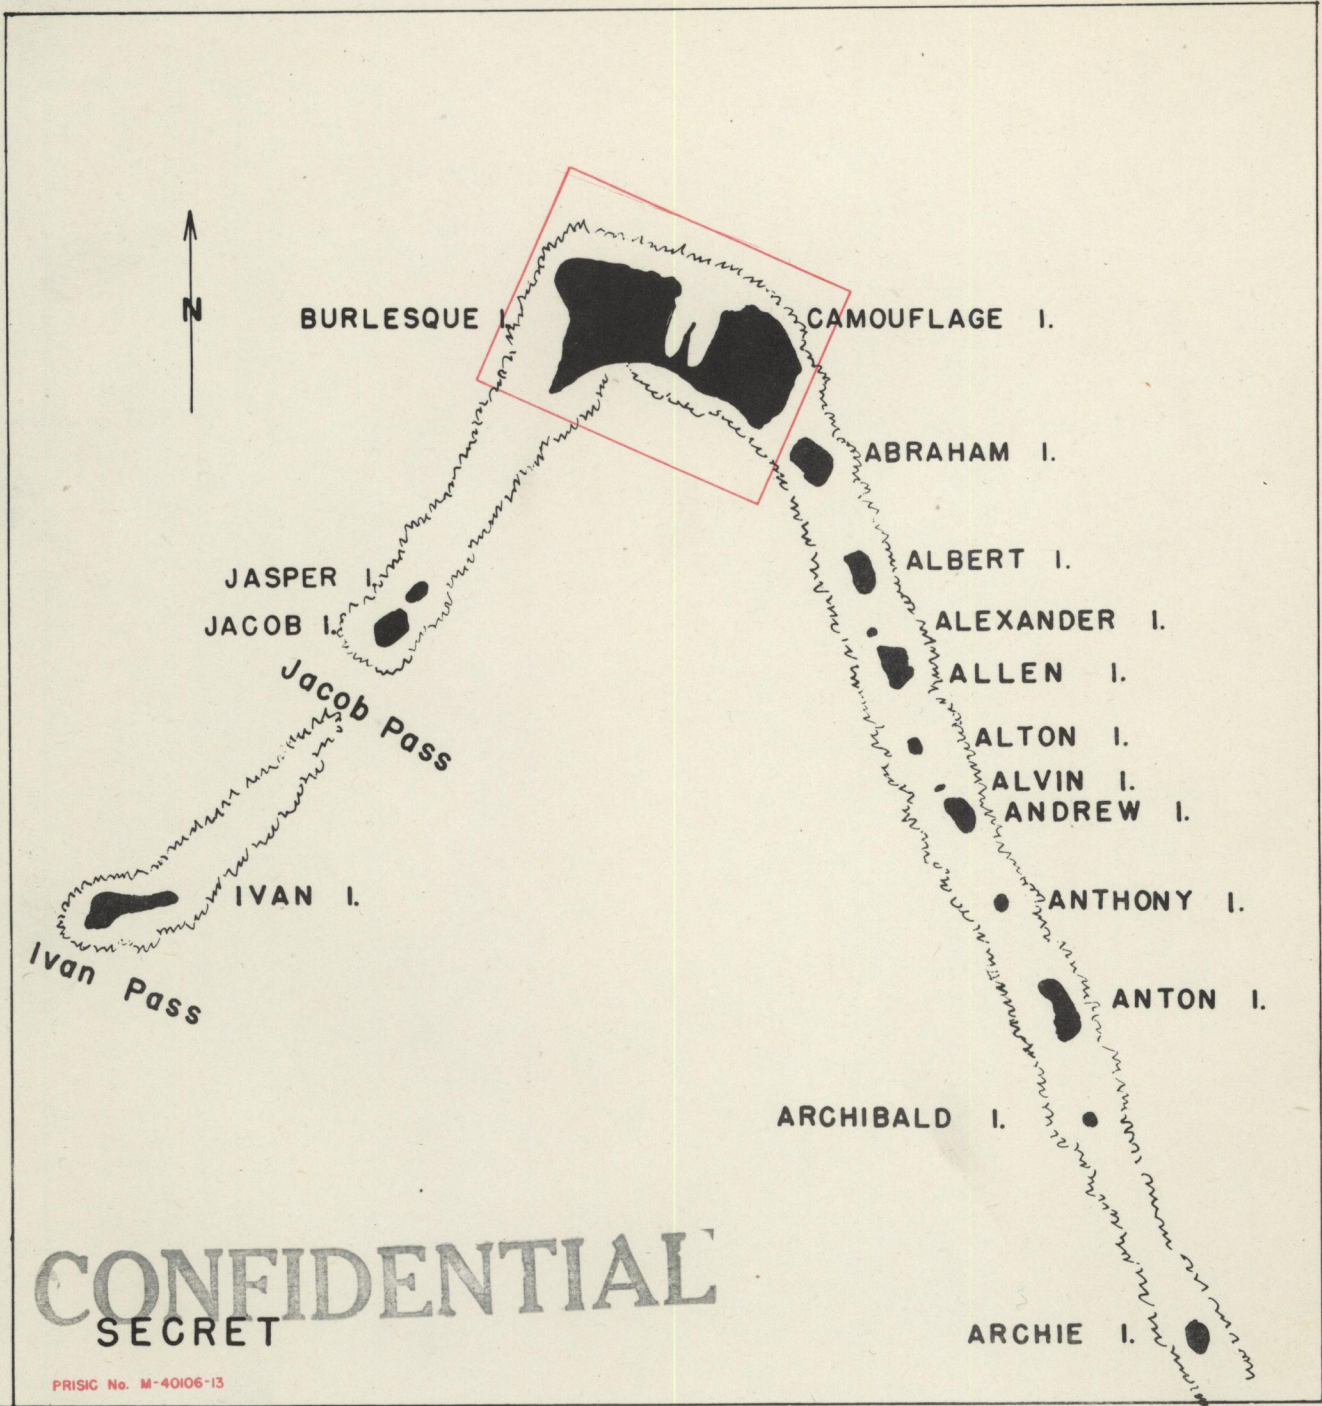 N
BURLESQUE I.
CAMOUFLAGE I.
ABRAHAM I.
ALBERT I.
JASPER I.
ALEXANDER I.
JACOB I.
ALLEN I.
Jacob Pass
ALTON I.
ALVIN I.
ANDREW I.
IVAN I.
ANTHONY I.
Ivan Pass
ANTON I.
ARCHIBALD I.
CONFIDENTIAL
SECRET
ARCHIE I.
PRISIC No. M-40106-13